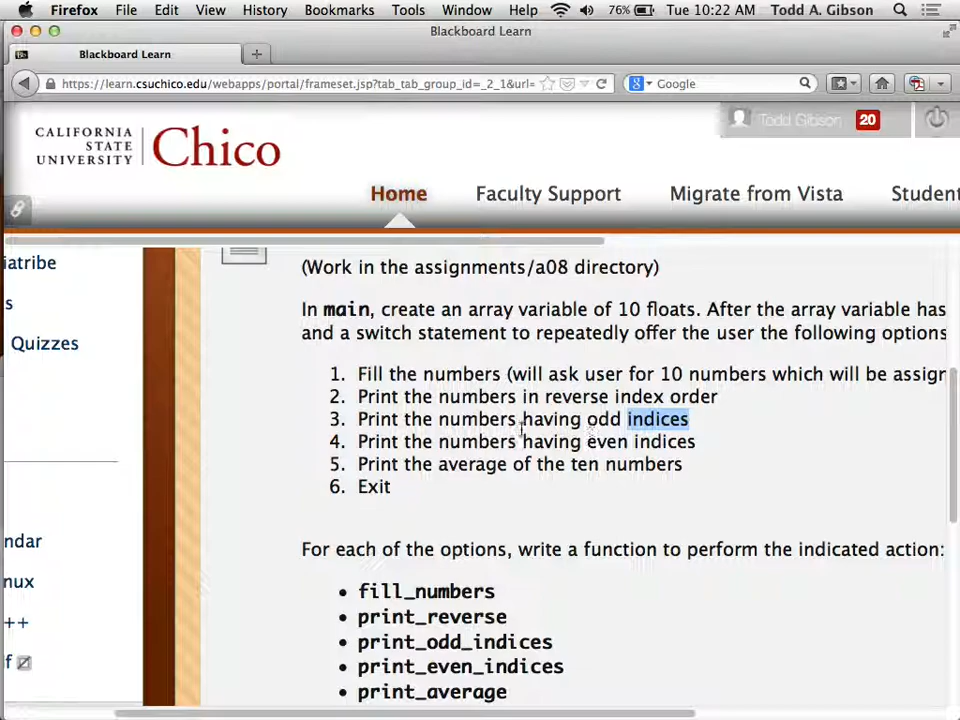 Firefox File Edit View History Bookmarks Tools Window Help 76% Tue 10:22 AM Todd A. Gibson
Blackboard Learn
Blackboard Learn
https://learn.csuchico.edu/webapps/portal/frameset.jsp?tab_tab_group_id=_2_1&url= Google
CALIFORNIA STATE UNIVERSITY Chico
Todd Gibson 20
Home Faculty Support Migrate from Vista Student
iatribe
s
Quizzes
ndar
nux
++
f
(Work in the assignments/a08 directory)
In main, create an array variable of 10 floats. After the array variable has
and a switch statement to repeatedly offer the user the following options
1. Fill the numbers (will ask user for 10 numbers which will be assign
2. Print the numbers in reverse index order
3. Print the numbers having odd indices
4. Print the numbers having even indices
5. Print the average of the ten numbers
6. Exit
For each of the options, write a function to perform the indicated action:
• fill_numbers
• print_reverse
• print_odd_indices
• print_even_indices
• print_average